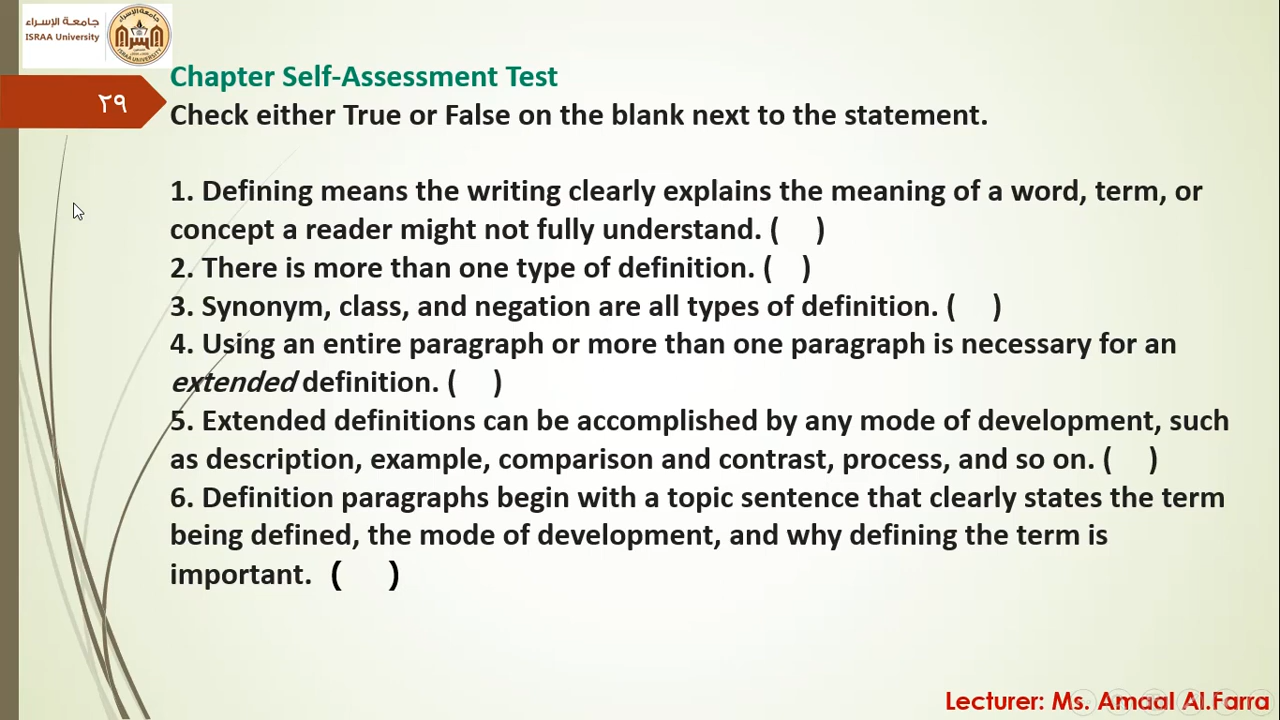 جامعة الإسراء
ISRAA University
Chapter Self-Assessment Test
٢٩
Check either True or False on the blank next to the statement.
1. Defining means the writing clearly explains the meaning of a word, term, or
concept a reader might not fully understand. (    )
2. There is more than one type of definition. (    )
3. Synonym, class, and negation are all types of definition. (    )
4. Using an entire paragraph or more than one paragraph is necessary for an
extended definition. (    )
5. Extended definitions can be accomplished by any mode of development, such
as description, example, comparison and contrast, process, and so on. (    )
6. Definition paragraphs begin with a topic sentence that clearly states the term
being defined, the mode of development, and why defining the term is
important. (    )
Lecturer: Ms. Amaal Al.Farra